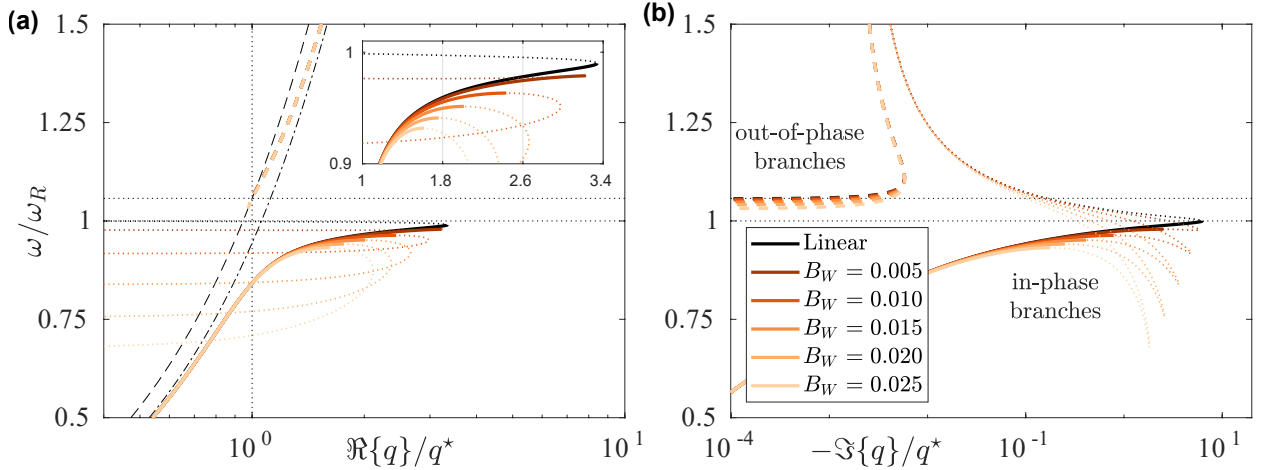 (a)
1.5
1.25
1
0.75
0.5
ω/ω_R
10^0
ℜ{q}/q^⋆
10^1
1
0.9
1
1.8
2.6
3.4
(b)
1.5
1.25
1
0.75
0.5
out-of-phase
branches
Linear
B_W = 0.005
B_W = 0.010
B_W = 0.015
B_W = 0.020
B_W = 0.025
in-phase
branches
10^-4
−ℑ{q}/q^⋆
10^-1
10^2